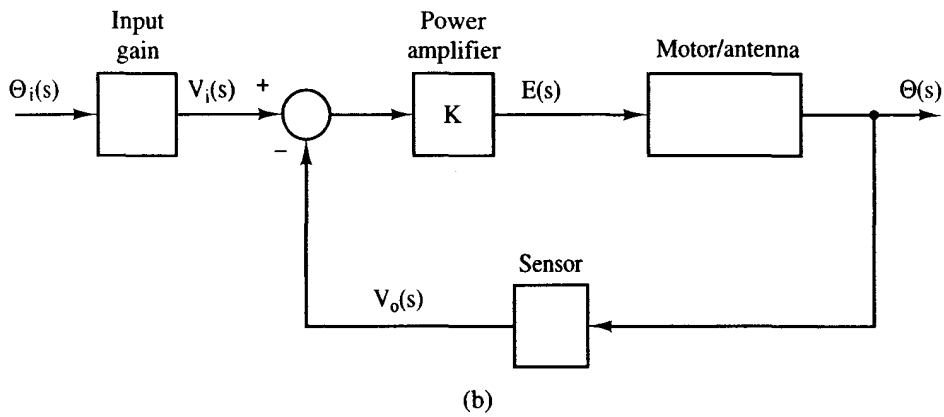 Input
gain
Power
amplifier
Motor/antenna
Θi(s)
Vi(s)
+
−
K
E(s)
Θ(s)
Sensor
Vo(s)
(b)